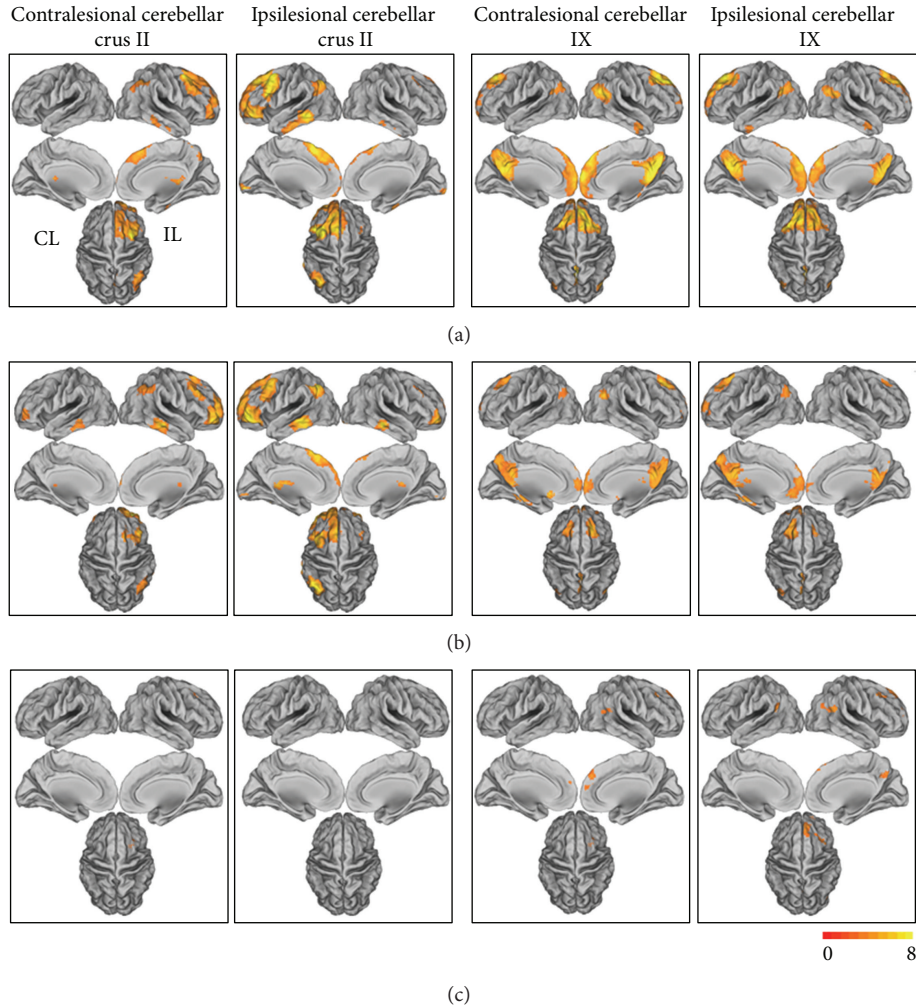 Contralesional cerebellar
crus II
Ipsilesional cerebellar
crus II
Contralesional cerebellar
IX
Ipsilesional cerebellar
IX
CL
IL
(a)
(b)
0
8
(c)